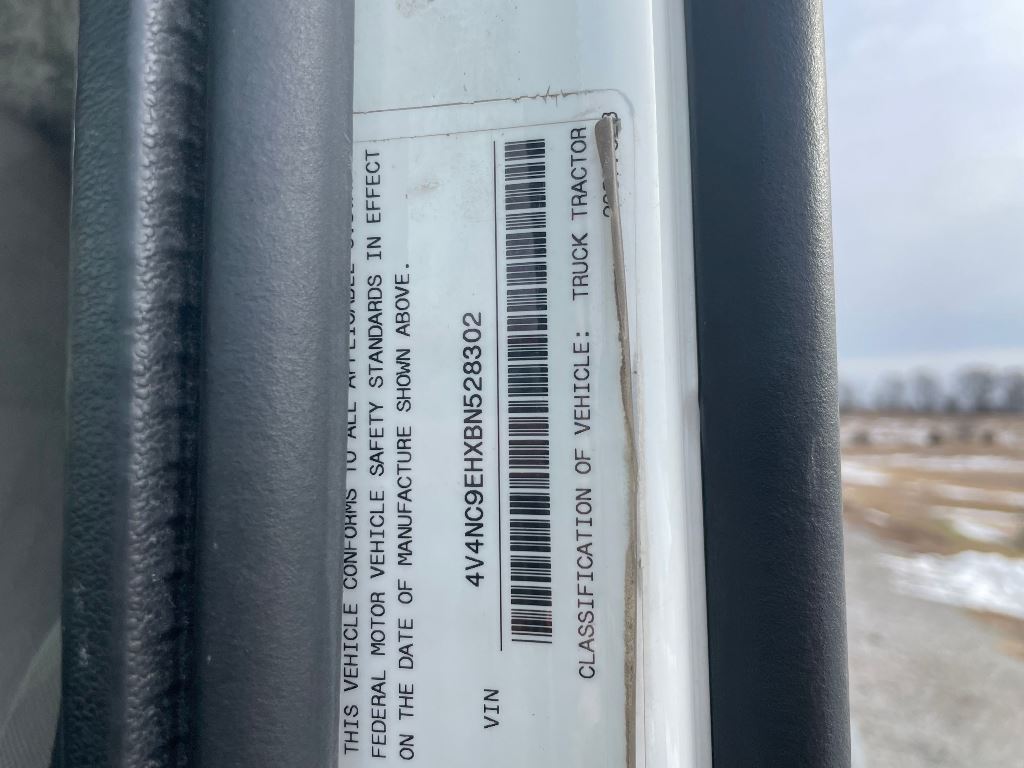 THIS VEHICLE CONFORMS TO ALL APPLICABLE
FEDERAL MOTOR VEHICLE SAFETY STANDARDS IN EFFECT
ON THE DATE OF MANUFACTURE SHOWN ABOVE.
VIN 4V4NC9EHXBN528302
CLASSIFICATION OF VEHICLE: TRUCK TRACTOR